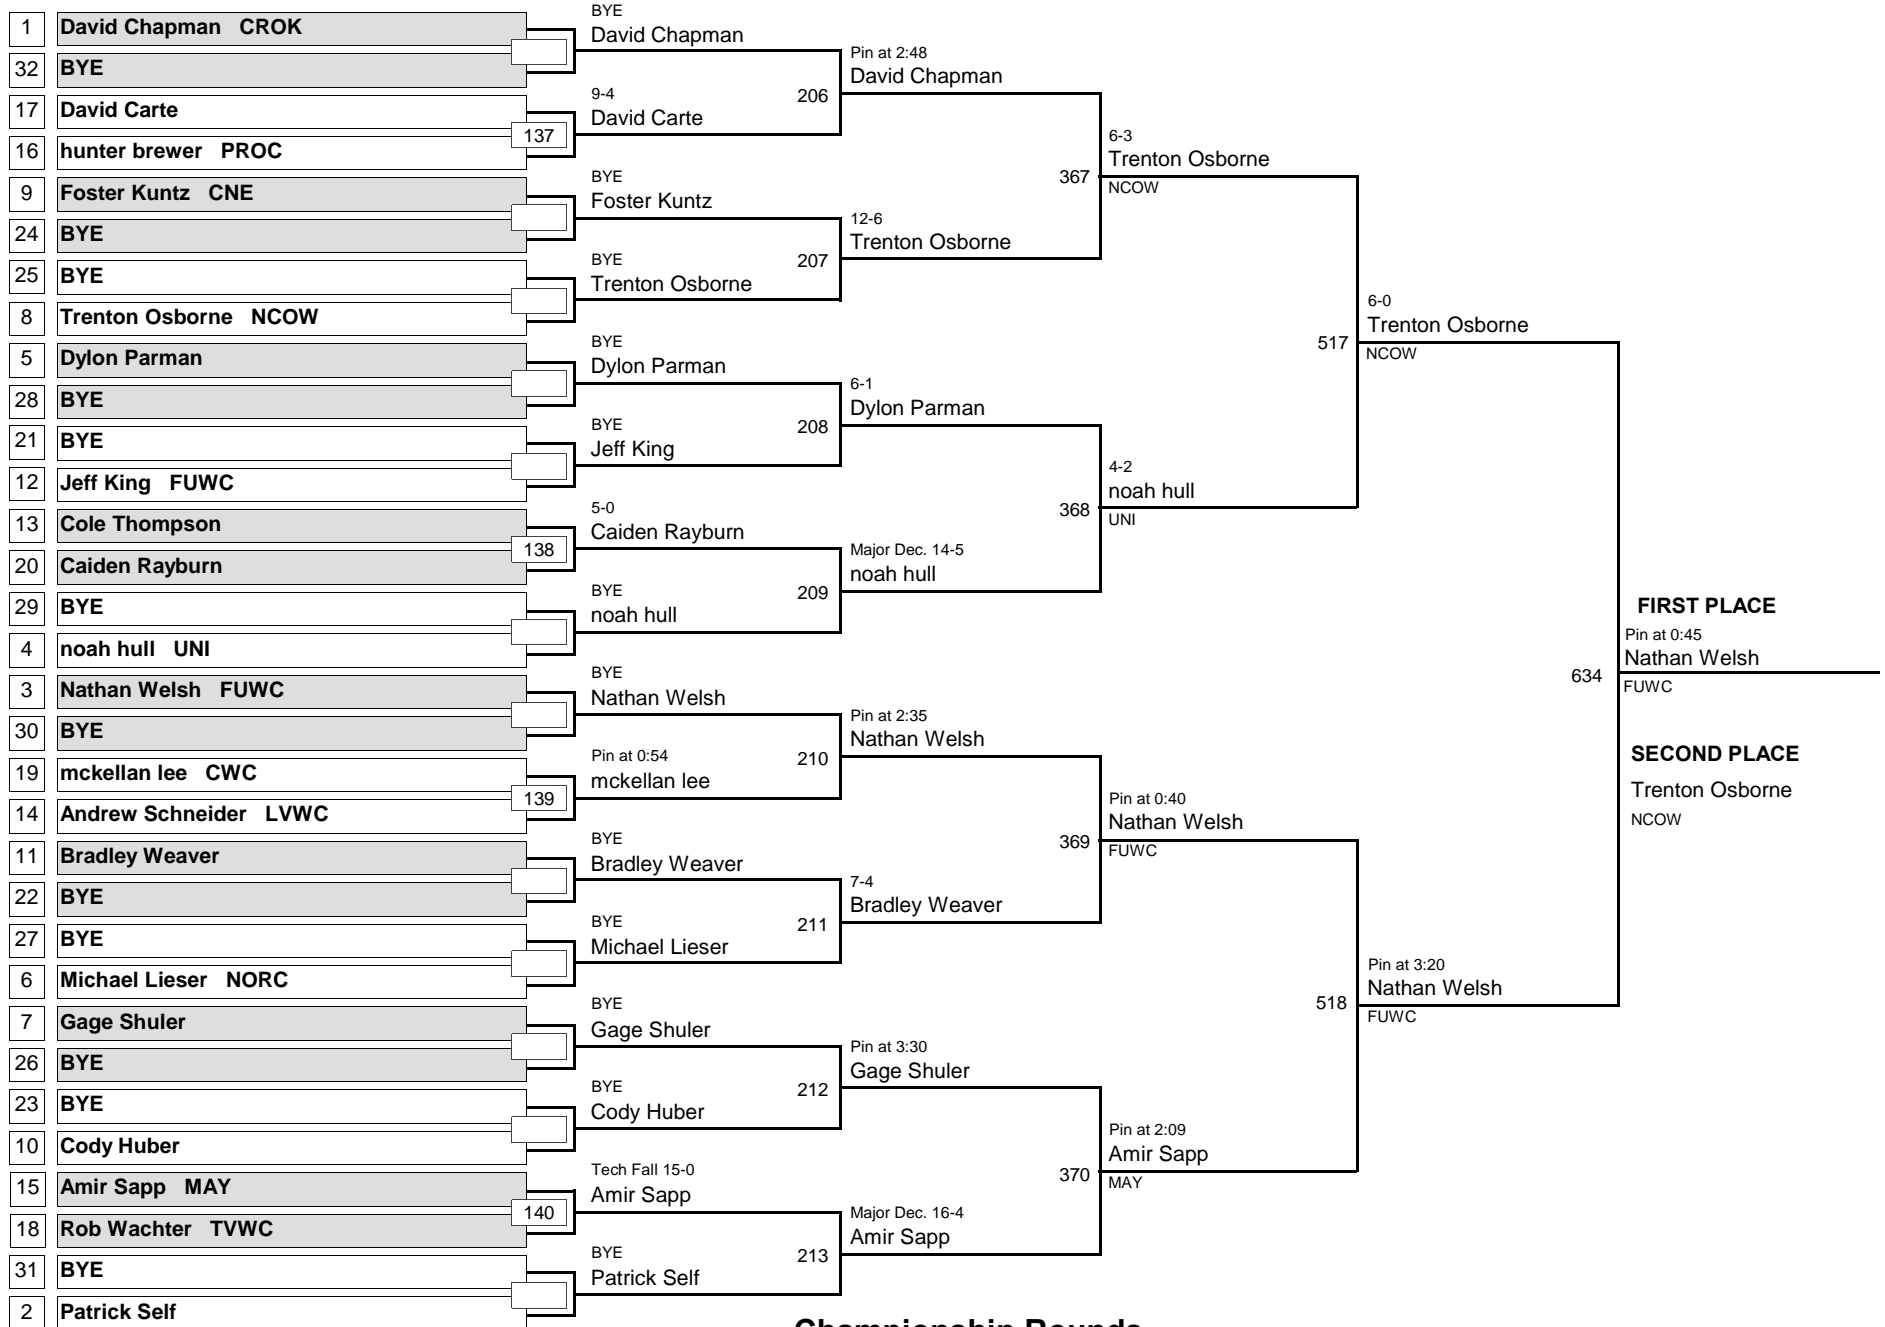 1 David Chapman CROK
32 BYE
17 David Carte
137
16 hunter brewer PROC
9 Foster Kuntz CNE
24 BYE
25 BYE
8 Trenton Osborne NCOW
5 Dylon Parman
28 BYE
21 BYE
12 Jeff King FUWC
13 Cole Thompson
138
20 Caiden Rayburn
29 BYE
4 noah hull UNI
3 Nathan Welsh FUWC
30 BYE
19 mckellan lee CWC
139
14 Andrew Schneider LVWC
11 Bradley Weaver
22 BYE
27 BYE
6 Michael Lieser NORC
7 Gage Shuler
26 BYE
23 BYE
10 Cody Huber
15 Amir Sapp MAY
140
18 Rob Wachter TVWC
31 BYE
2 Patrick Self
BYE
David Chapman
9-4
David Carte
206
BYE
Foster Kuntz
BYE
Trenton Osborne
207
BYE
Dylon Parman
BYE
Jeff King
208
5-0
Caiden Rayburn
BYE
noah hull
209
BYE
Nathan Welsh
Pin at 0:54
mckellan lee
210
BYE
Bradley Weaver
BYE
Michael Lieser
211
BYE
Gage Shuler
BYE
Cody Huber
212
Tech Fall 15-0
Amir Sapp
BYE
Patrick Self
213
Pin at 2:48
David Chapman
367
12-6
Trenton Osborne
6-1
Dylon Parman
368
Major Dec. 14-5
noah hull
Pin at 2:35
Nathan Welsh
369
7-4
Bradley Weaver
Pin at 3:30
Gage Shuler
370
Major Dec. 16-4
Amir Sapp
6-3
Trenton Osborne
NCOW
517
4-2
noah hull
UNI
Pin at 0:40
Nathan Welsh
FUWC
518
Pin at 2:09
Amir Sapp
MAY
6-0
Trenton Osborne
NCOW
634
Pin at 3:20
Nathan Welsh
FUWC
FIRST PLACE
Pin at 0:45
Nathan Welsh
FUWC
SECOND PLACE
Trenton Osborne
NCOW
Championship Rounds